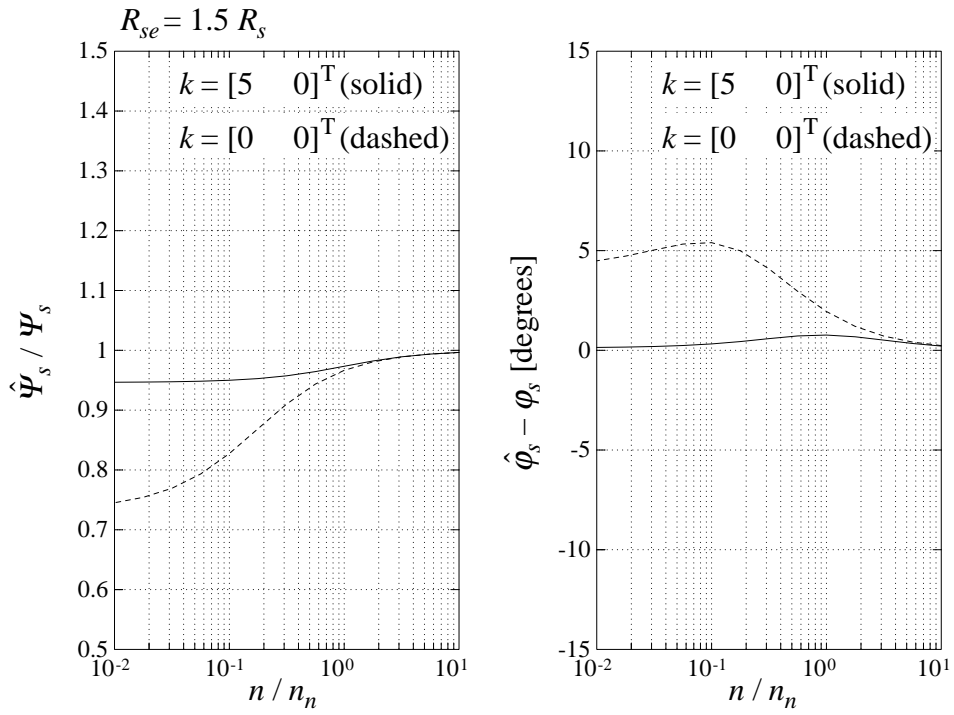 R_se = 1.5 R_s
k = [5 0]^T (solid)
k = [0 0]^T (dashed)
1.5
1.4
1.3
1.2
1.1
1
0.9
0.8
0.7
0.6
0.5
Ψ̂_s / Ψ_s
10^-2
10^-1
10^0
10^1
n / n_n
k = [5 0]^T (solid)
k = [0 0]^T (dashed)
15
10
5
0
-5
-10
-15
φ̂_s – φ_s [degrees]
10^-2
10^-1
10^0
10^1
n / n_n